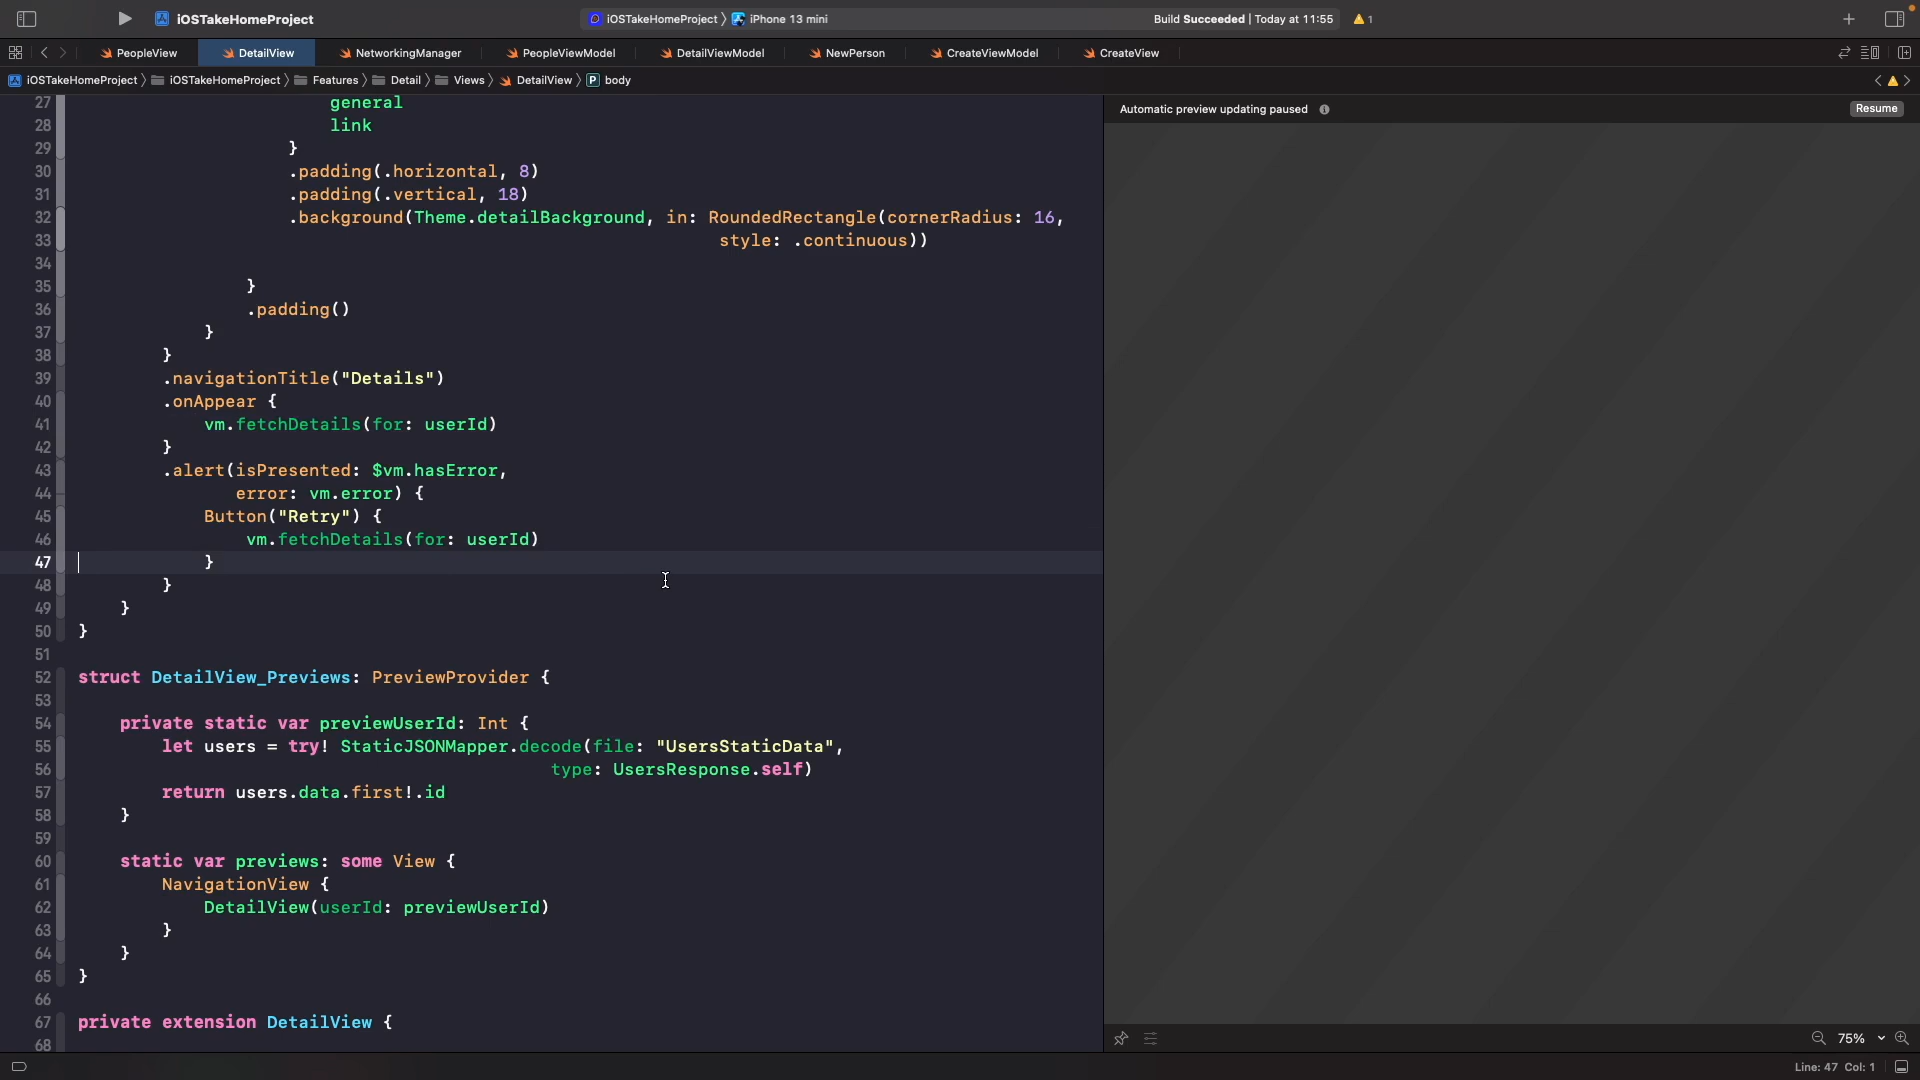 iOSTakeHomeProject
iOSTakeHomeProject iPhone 13 mini
Build Succeeded | Today at 11:55
1
PeopleView
DetailView
NetworkingManager
PeopleViewModel
DetailViewModel
NewPerson
CreateViewModel
CreateView
iOSTakeHomeProject iOSTakeHomeProject Features Detail Views DetailView P body
27 general
28 link
29 }
30 .padding(.horizontal, 8)
31 .padding(.vertical, 18)
32 .background(Theme.detailBackground, in: RoundedRectangle(cornerRadius: 16,
33 style: .continuous))
34
35 }
36 .padding()
37 }
38 }
39 .navigationTitle("Details")
40 .onAppear {
41 vm.fetchDetails(for: userId)
42 }
43 .alert(isPresented: $vm.hasError,
44 error: vm.error) {
45 Button("Retry") {
46 vm.fetchDetails(for: userId)
47 }
48 }
49 }
50 }
51
52 struct DetailView_Previews: PreviewProvider {
53
54 private static var previewUserId: Int {
55 let users = try! StaticJSONMapper.decode(file: "UsersStaticData",
56 type: UsersResponse.self)
57 return users.data.first!.id
58 }
59
60 static var previews: some View {
61 NavigationView {
62 DetailView(userId: previewUserId)
63 }
64 }
65 }
66
67 private extension DetailView {
68
Automatic preview updating paused
Resume
75%
Line: 47 Col: 1